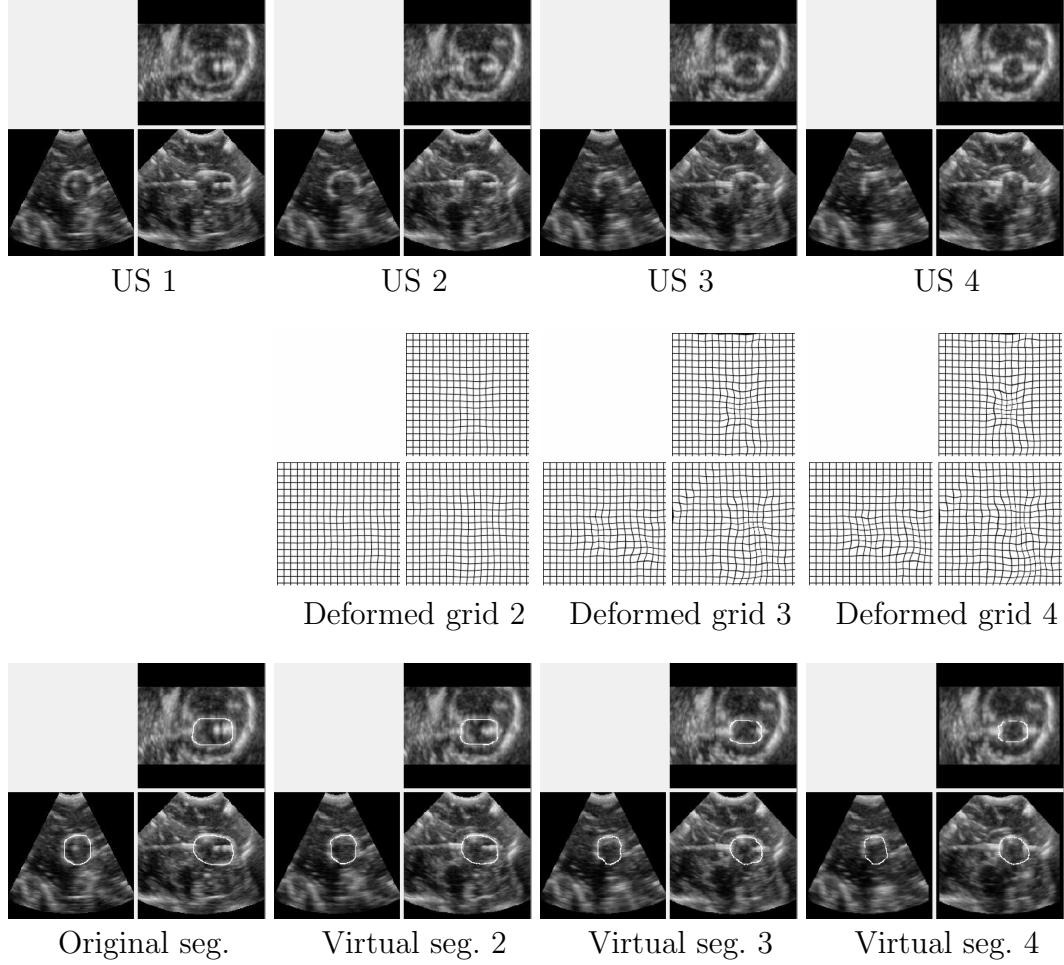 US 1
US 2
US 3
US 4
Deformed grid 2
Deformed grid 3
Deformed grid 4
Original seg.
Virtual seg. 2
Virtual seg. 3
Virtual seg. 4